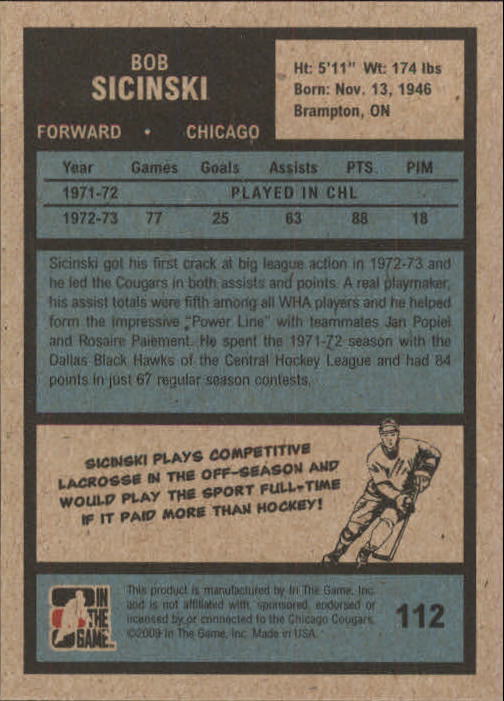 BOB
SICINSKI
FORWARD • CHICAGO
Ht: 5'11" Wt: 174 lbs
Born: Nov. 13, 1946
Brampton, ON
Year Games Goals Assists PTS. PIM
1971-72 PLAYED IN CHL
1972-73 77 25 63 88 18
Sicinski got his first crack at big league action in 1972-73 and
he led the Cougars in both assists and points. A real playmaker,
his assist totals were fifth among all WHA players and he helped
form the impressive "Power Line" with teammates Jan Popiel
and Rosaire Paiement. He spent the 1971-72 season with the
Dallas Black Hawks of the Central Hockey League and had 84
points in just 67 regular season contests.
SICINSKI PLAYS COMPETITIVE
LACROSSE IN THE OFF-SEASON AND
WOULD PLAY THE SPORT FULL-TIME
IF IT PAID MORE THAN HOCKEY!
IN
THE
GAME
This product is manufactured by In The Game, Inc.
and is not affiliated with, sponsored, endorsed or
licensed by or connected to the Chicago Cougars.
©2009 In The Game, Inc. Made in USA.
112